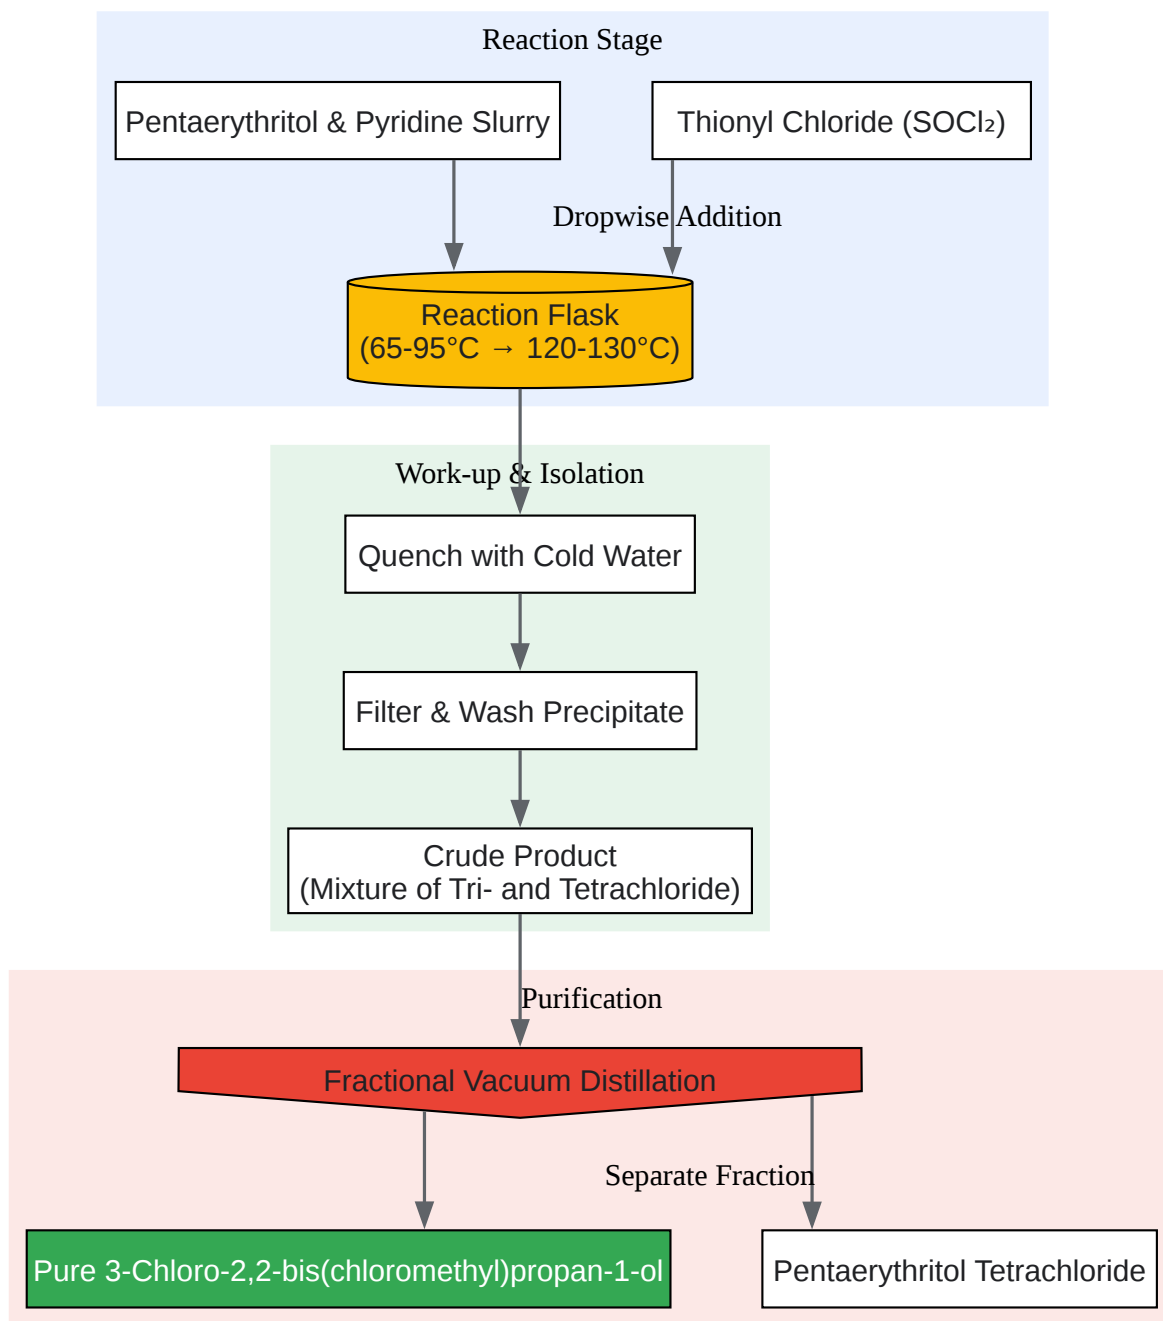 Reaction Stage
Pentaerythritol & Pyridine Slurry
Thionyl Chloride (SOCl₂)
Dropwise Addition
Reaction Flask
(65-95°C → 120-130°C)
Work-up & Isolation
Quench with Cold Water
Filter & Wash Precipitate
Crude Product
(Mixture of Tri- and Tetrachloride)
Purification
Fractional Vacuum Distillation
Separate Fraction
Pure 3-Chloro-2,2-bis(chloromethyl)propan-1-ol
Pentaerythritol Tetrachloride